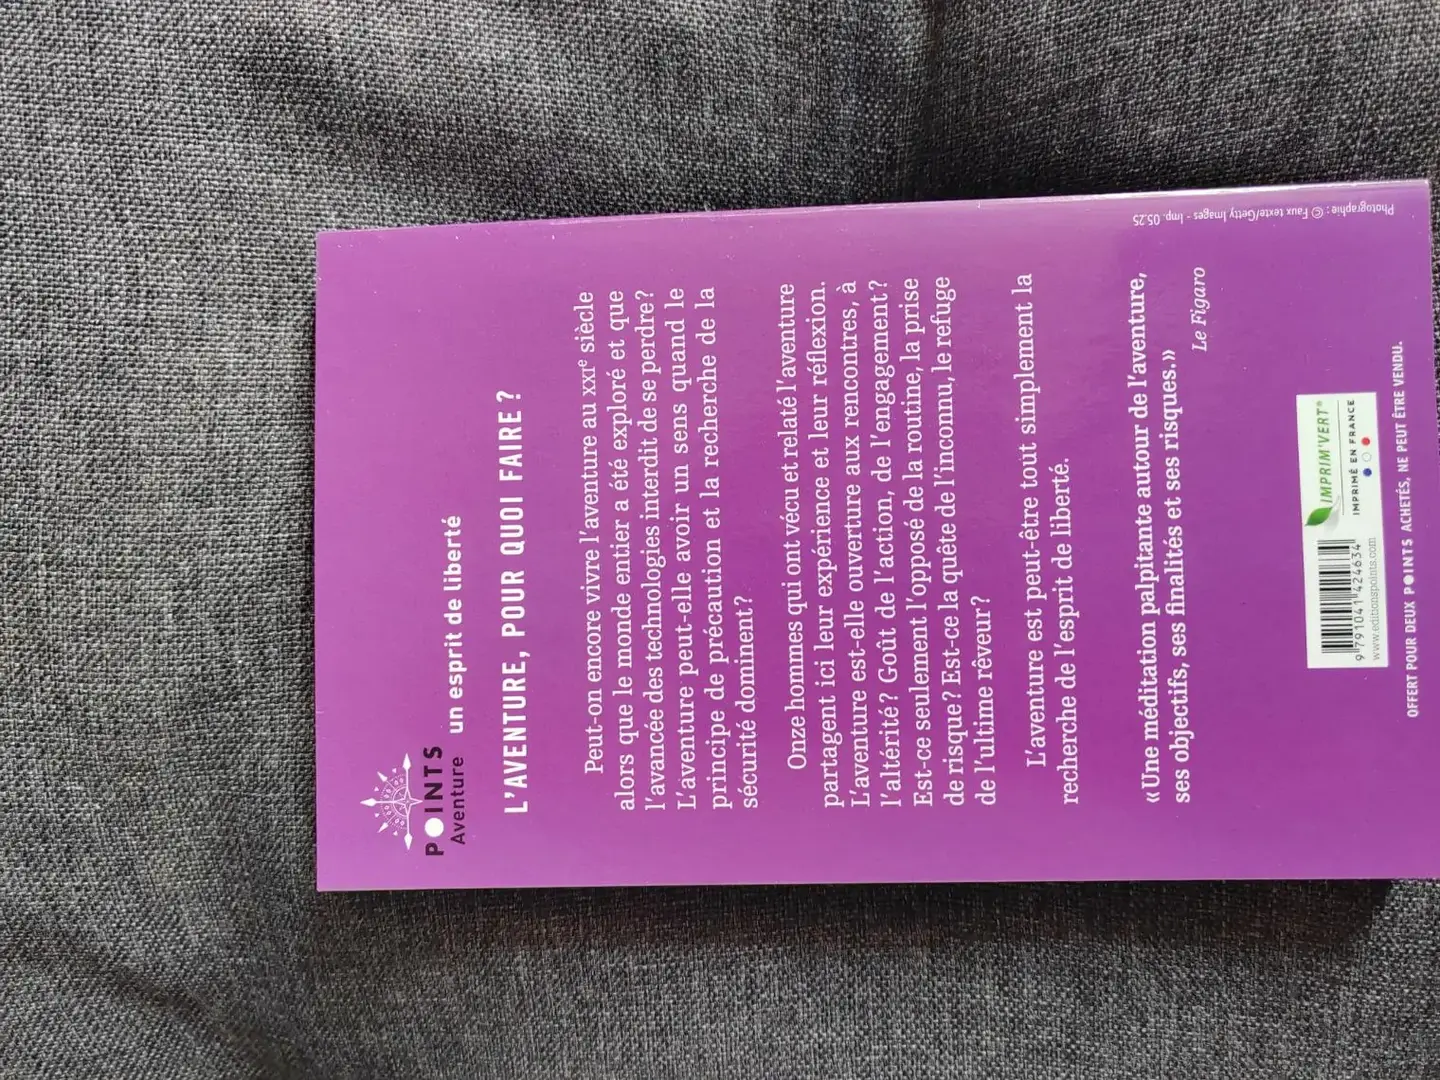 POINTS
Aventure
un esprit de liberté
L'AVENTURE, POUR QUOI FAIRE ?
Peut-on encore vivre l'aventure au XXIe siècle
alors que le monde entier a été exploré et que
l'avancée des technologies interdit de se perdre ?
L'aventure peut-elle avoir un sens quand le
principe de précaution et la recherche de la
sécurité dominent ?
Onze hommes qui ont vécu et relaté l'aventure
partagent ici leur expérience et leur réflexion.
L'aventure est-elle ouverture aux rencontres, à
l'altérité ? Goût de l'action, de l'engagement ?
Est-ce seulement l'opposé de la routine, la prise
de risque ? Est-ce la quête de l'inconnu, le refuge
de l'ultime rêveur ?
L'aventure est peut-être tout simplement la
recherche de l'esprit de liberté.
«Une méditation palpitante autour de l'aventure,
ses objectifs, ses finalités et ses risques.»
Le Figaro
Photographie : © Faux texte/Getty Images - Imp. 05.25
IMPRIM'VERT®
IMPRIMÉ EN FRANCE
9 791041 424634
www.editionspoints.com
OFFERT POUR DEUX POINTS ACHETÉS, NE PEUT ÊTRE VENDU.